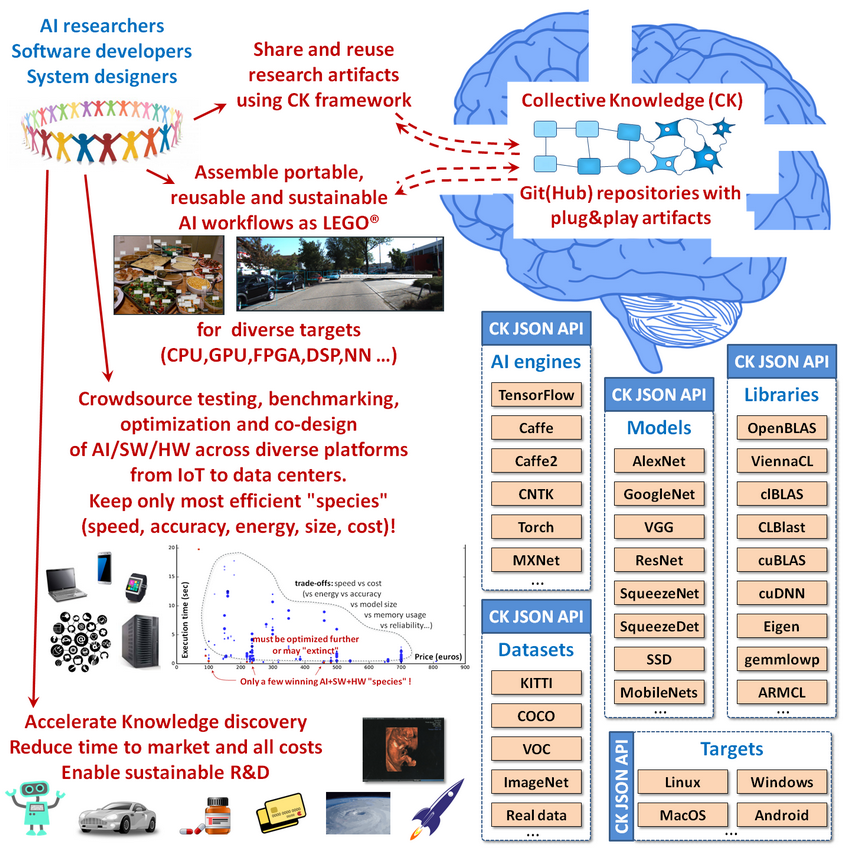 AI researchers
Software developers
System designers
Share and reuse
research artifacts
using CK framework
Collective Knowledge (CK)
Git(Hub) repositories with
plug&play artifacts
Assemble portable,
reusable and sustainable
AI workflows as LEGO®
for diverse targets
(CPU,GPU,FPGA,DSP,NN ...)
Crowdsource testing, benchmarking,
optimization and co-design
of AI/SW/HW across diverse platforms
from IoT to data centers.
Keep only most efficient "species"
(speed, accuracy, energy, size, cost)!
Execution time (sec)
20
15
10
5
0
0
100
200
300
400
500
600
700
800
900
trade-offs: speed vs cost
(vs energy vs accuracy
vs model size
vs memory usage
vs reliability...)
must be optimized further
or may "extinct"
Price (euros)
Only a few winning AI+SW+HW "species" !
Accelerate Knowledge discovery
Reduce time to market and all costs
Enable sustainable R&D
CK JSON API
AI engines
TensorFlow
Caffe
Caffe2
CNTK
Torch
MXNet
...
CK JSON API
Datasets
KITTI
COCO
VOC
ImageNet
Real data
...
CK JSON API
Models
AlexNet
GoogleNet
VGG
ResNet
SqueezeNet
SqueezeDet
SSD
MobileNets
...
CK JSON API
Libraries
OpenBLAS
ViennaCL
clBLAS
CLBlast
cuBLAS
cuDNN
Eigen
gemmlowp
ARMCL
...
CK JSON API
Targets
Linux
Windows
MacOS
Android
...